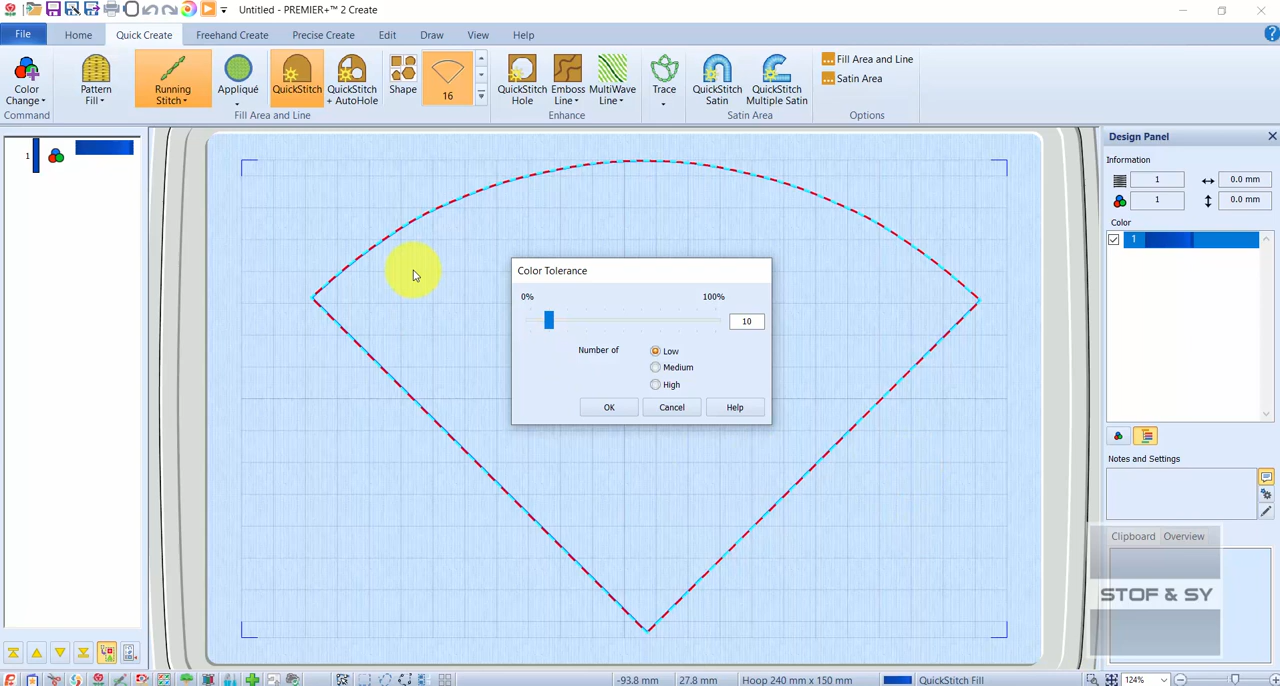 Untitled - PREMIER+™ 2 Create
File Home Quick Create Freehand Create Precise Create Edit Draw View Help
Color Change
Pattern Fill
Running Stitch
Appliqué
QuickStitch
QuickStitch + AutoHole
Shape
16
QuickStitch Hole
Emboss Line
MultiWave Line
Trace
QuickStitch Satin
QuickStitch Multiple Satin
Fill Area and Line
Satin Area
Command
Fill Area and Line
Enhance
Satin Area
Options
1
Design Panel
Information
1 0.0 mm
1 0.0 mm
Color
1
Color Tolerance
0% 100%
10
Number of
Low
Medium
High
OK Cancel Help
Notes and Settings
Clipboard Overview
STOF & SY
-93.8 mm 27.8 mm Hoop 240 mm x 150 mm QuickStitch Fill 124%